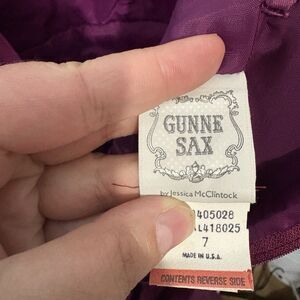 GUNNE
SAX
by Jessica McClintock
405028
418025
7
MADE IN U.S.A.
CONTENTS REVERSE SIDE